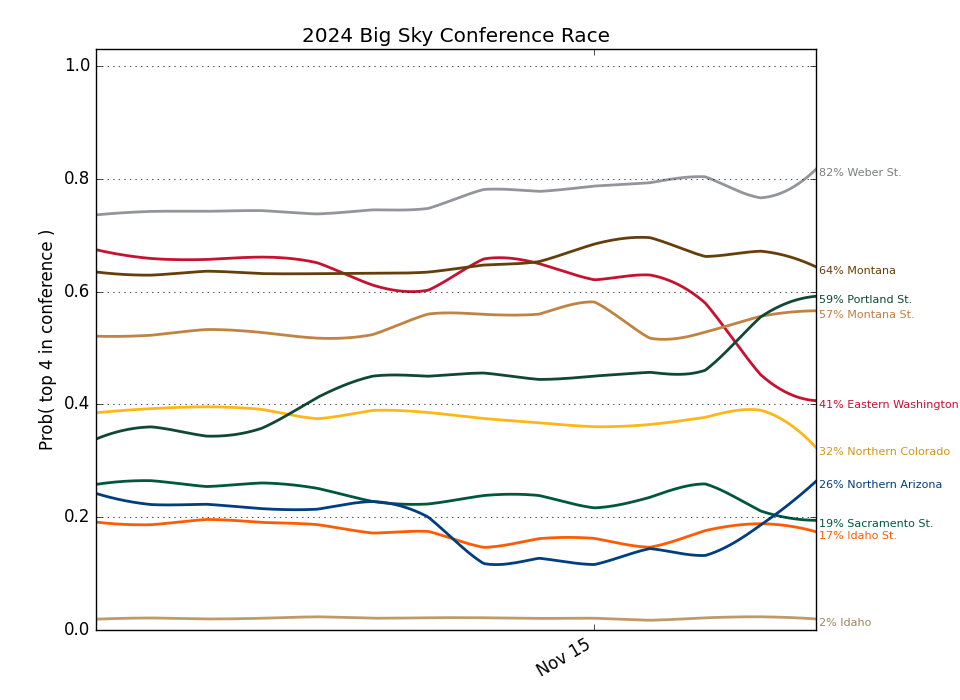 2024 Big Sky Conference Race
1.0
0.8
0.6
0.4
0.2
0.0
Prob( top 4 in conference )
Nov 15
82% Weber St.
64% Montana
59% Portland St.
57% Montana St.
41% Eastern Washington
32% Northern Colorado
26% Northern Arizona
19% Sacramento St.
17% Idaho St.
2% Idaho